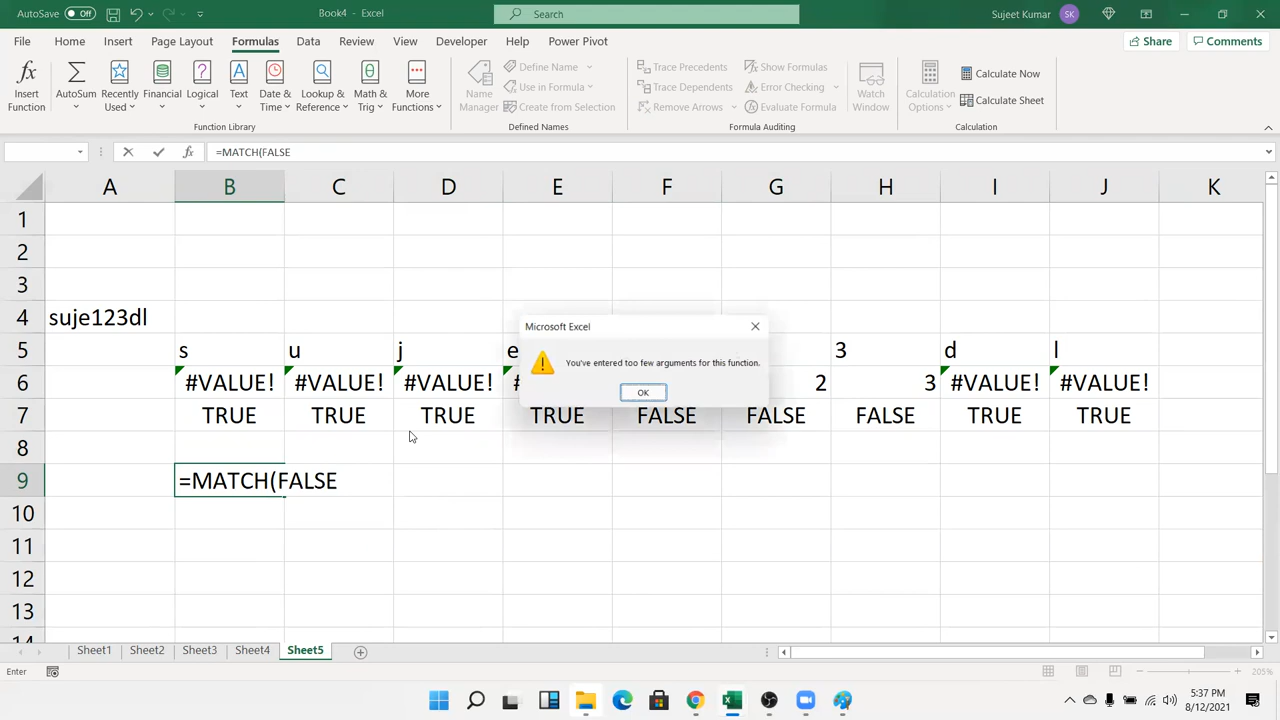 AutoSave Off Book4 - Excel Search Sujeet Kumar SK
File Home Insert Page Layout Formulas Data Review View Developer Help Power Pivot Share Comments
Insert Function
AutoSum
Recently Used
Financial
Logical
Text
Date & Time
Lookup & Reference
Math & Trig
More Functions
Function Library
Name Manager
Define Name
Use in Formula
Create from Selection
Defined Names
Trace Precedents
Trace Dependents
Remove Arrows
Show Formulas
Error Checking
Evaluate Formula
Formula Auditing
Watch Window
Calculation Options
Calculate Now
Calculate Sheet
Calculation
fx =MATCH(FALSE
A B C D E F G H I J K
1
2
3
4 suje123dl
5 s u j e 3 d l
6 #VALUE! #VALUE! #VALUE! 2 3 #VALUE! #VALUE!
7 TRUE TRUE TRUE TRUE FALSE FALSE FALSE TRUE TRUE
8
9 =MATCH(FALSE
10
11
12
13
14
Microsoft Excel
You've entered too few arguments for this function.
OK
Sheet1 Sheet2 Sheet3 Sheet4 Sheet5
Enter 205%
5:37 PM
8/12/2021